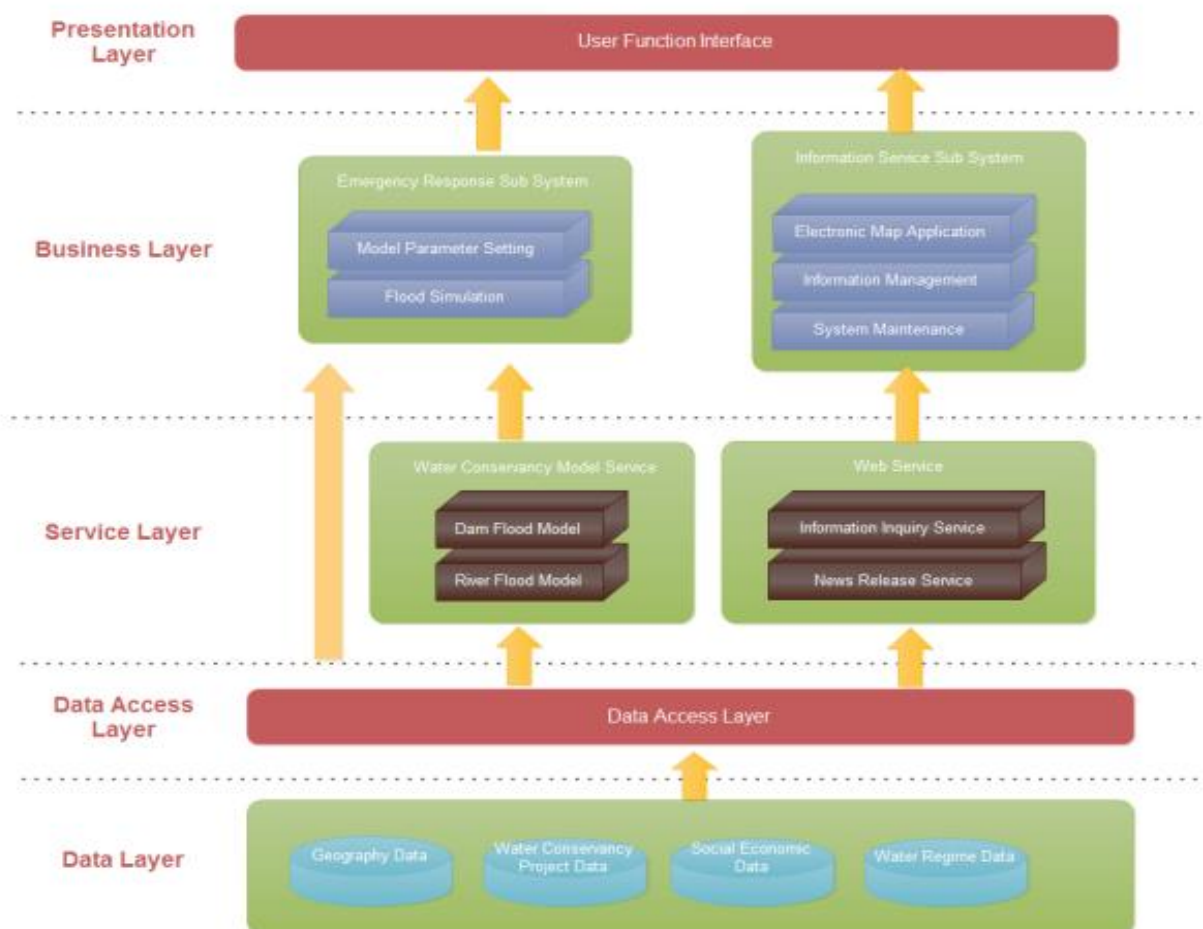 Presentation
Layer
User Function Interface
Business Layer
Emergency Response Sub System
Model Parameter Setting
Flood Simulation
Information Service Sub System
Electronic Map Application
Information Management
System Maintenance
Service Layer
Water Conservancy Model Service
Dam Flood Model
River Flood Model
Web Service
Information Inquiry Service
News Release Service
Data Access
Layer
Data Access Layer
Data Layer
Geography Data
Water Conservancy
Project Data
Social Economic
Data
Water Regime Data